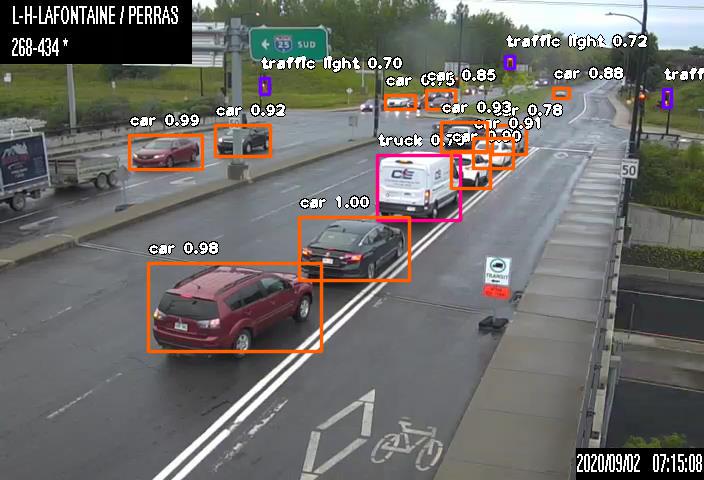 L-H-LAFONTAINE / PERRAS
268-434 *
25 SUD
traffic light 0.70
traffic light 0.72
traff
car 0.85
car 0.88
car 0.99
car 0.92
car 0.93
0.78
0.91
truck
car 1.00
CE
50
car 0.98
TRANSIT
2020/09/02 07:15:08